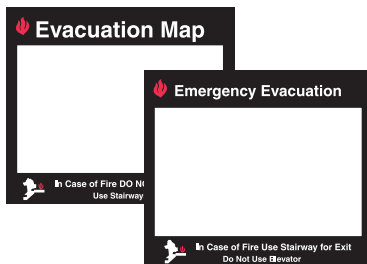 Evacuation Map
In Case of Fire DO NO
Use Stairway
Emergency Evacuation
In Case of Fire Use Stairway for Exit
Do Not Use Elevator